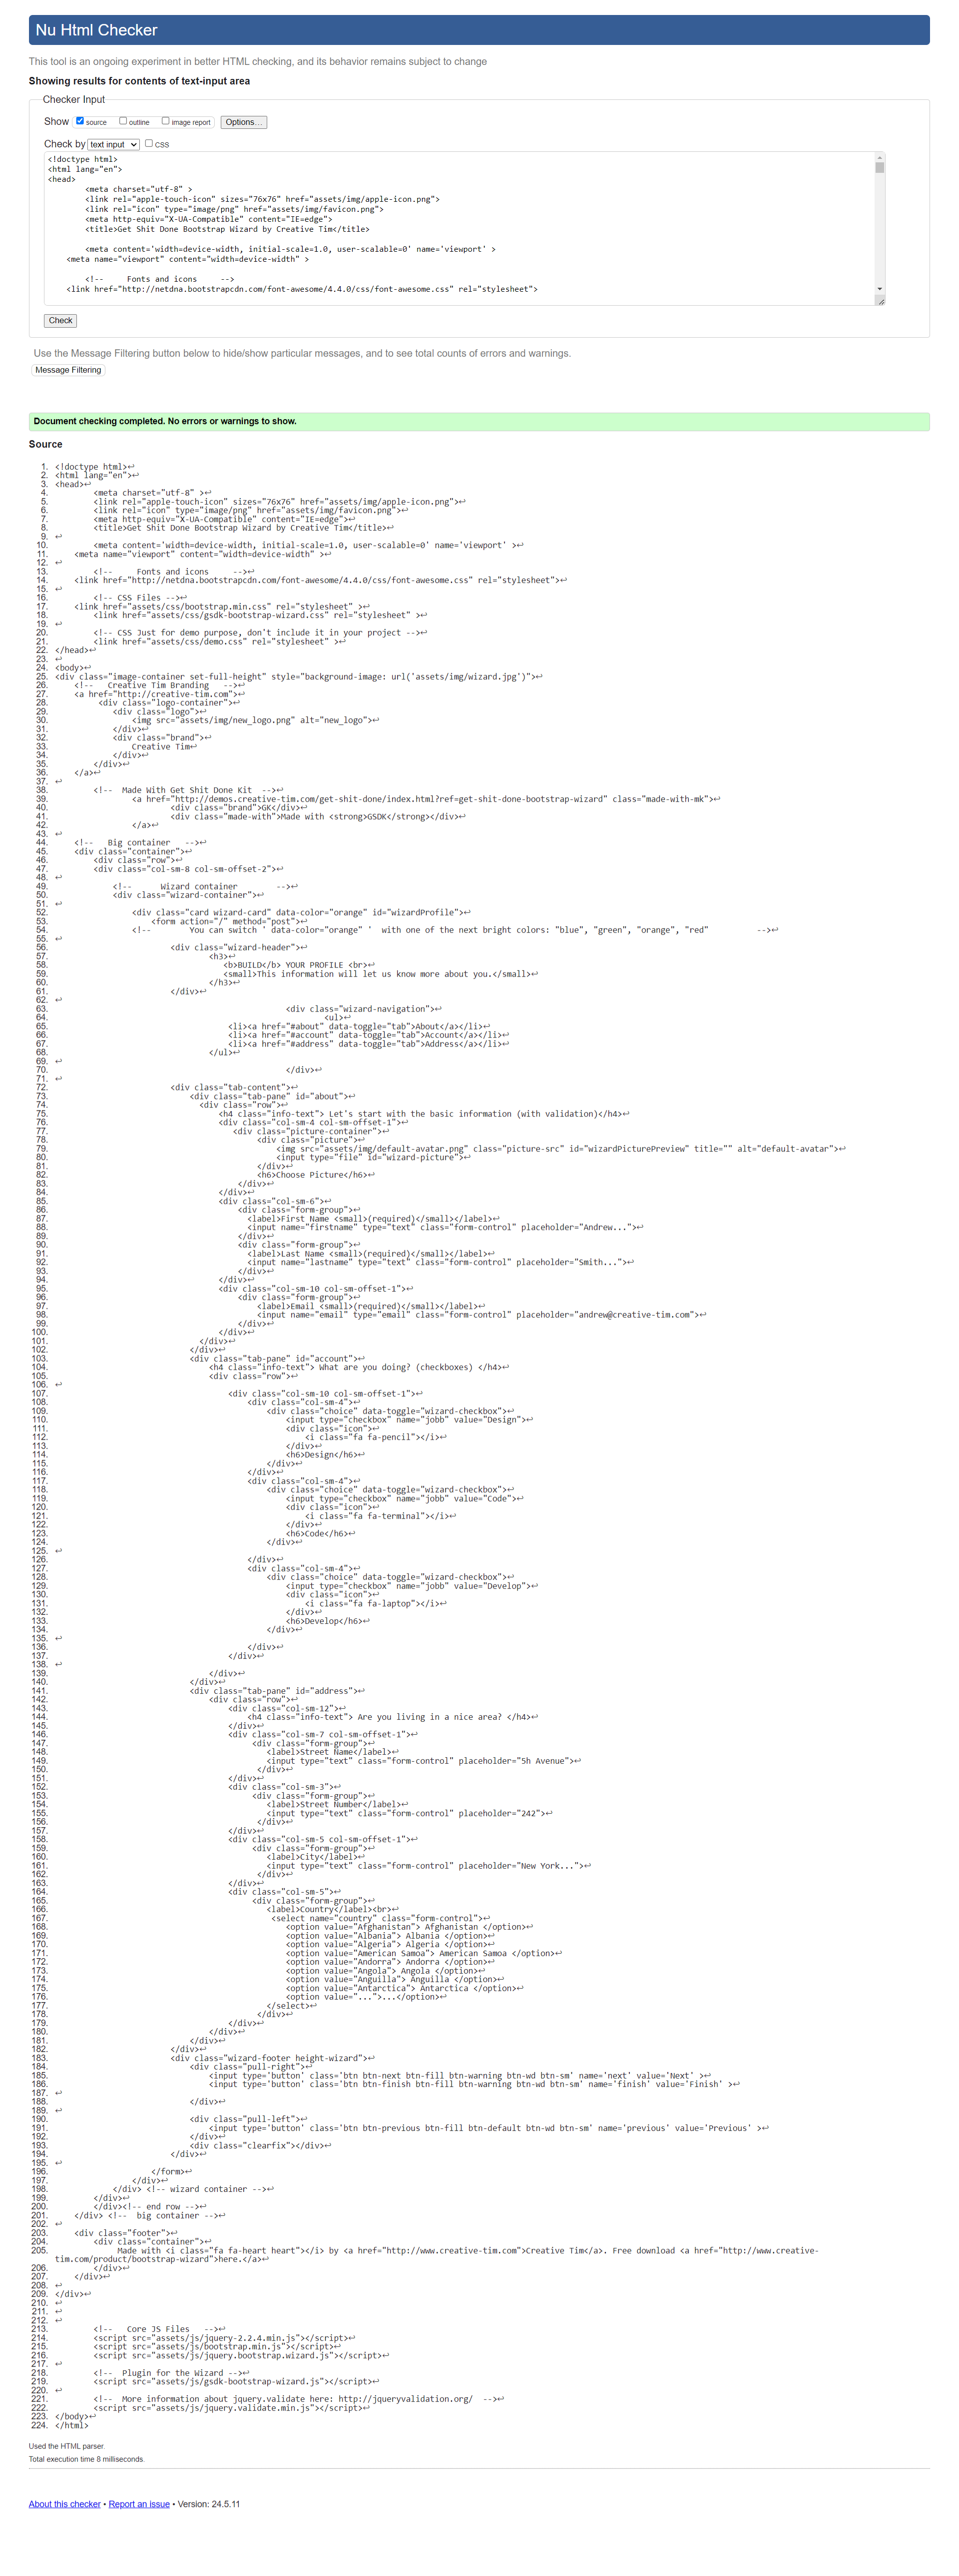 Nu Html Checker
This tool is an ongoing experiment in better HTML checking, and its behavior remains subject to change
Showing results for contents of text-input area
Checker Input
Show source outline image report Options…
Check by text input CSS
<!doctype html>
<html lang="en">
<head>
<meta charset="utf-8" >
<link rel="apple-touch-icon" sizes="76x76" href="assets/img/apple-icon.png">
<link rel="icon" type="image/png" href="assets/img/favicon.png">
<meta http-equiv="X-UA-Compatible" content="IE=edge">
<title>Get Shit Done Bootstrap Wizard by Creative Tim</title>
<meta content='width=device-width, initial-scale=1.0, user-scalable=0' name='viewport' >
<meta name="viewport" content="width=device-width" >
<!-- Fonts and icons -->
<link href="http://netdna.bootstrapcdn.com/font-awesome/4.4.0/css/font-awesome.css" rel="stylesheet">
Check
Use the Message Filtering button below to hide/show particular messages, and to see total counts of errors and warnings.
Message Filtering
Document checking completed. No errors or warnings to show.
Source
1. <!doctype html>↩
2. <html lang="en">↩
3. <head>↩
4. <meta charset="utf-8" >↩
5. <link rel="apple-touch-icon" sizes="76x76" href="assets/img/apple-icon.png">↩
6. <link rel="icon" type="image/png" href="assets/img/favicon.png">↩
7. <meta http-equiv="X-UA-Compatible" content="IE=edge">↩
8. <title>Get Shit Done Bootstrap Wizard by Creative Tim</title>↩
9. ↩
10. <meta content='width=device-width, initial-scale=1.0, user-scalable=0' name='viewport' >↩
11. <meta name="viewport" content="width=device-width" >↩
12. ↩
13. <!-- Fonts and icons -->↩
14. <link href="http://netdna.bootstrapcdn.com/font-awesome/4.4.0/css/font-awesome.css" rel="stylesheet">↩
15. ↩
16. <!-- CSS Files -->↩
17. <link href="assets/css/bootstrap.min.css" rel="stylesheet" >↩
18. <link href="assets/css/gsdk-bootstrap-wizard.css" rel="stylesheet" >↩
19. ↩
20. <!-- CSS Just for demo purpose, don't include it in your project -->↩
21. <link href="assets/css/demo.css" rel="stylesheet" >↩
22. </head>↩
23. ↩
24. <body>↩
25. <div class="image-container set-full-height" style="background-image: url('assets/img/wizard.jpg')">↩
26. <!-- Creative Tim Branding -->↩
27. <a href="http://creative-tim.com">↩
28. <div class="logo-container">↩
29. <div class="logo">↩
30. <img src="assets/img/new_logo.png" alt="new_logo">↩
31. </div>↩
32. <div class="brand">↩
33. Creative Tim↩
34. </div>↩
35. </div>↩
36. </a>↩
37. ↩
38. <!-- Made With Get Shit Done Kit -->↩
39. <a href="http://demos.creative-tim.com/get-shit-done/index.html?ref=get-shit-done-bootstrap-wizard" class="made-with-mk">↩
40. <div class="brand">GK</div>↩
41. <div class="made-with">Made with <strong>GSDK</strong></div>↩
42. </a>↩
43. ↩
44. <!-- Big container -->↩
45. <div class="container">↩
46. <div class="row">↩
47. <div class="col-sm-8 col-sm-offset-2">↩
48. ↩
49. <!-- Wizard container -->↩
50. <div class="wizard-container">↩
51. ↩
52. <div class="card wizard-card" data-color="orange" id="wizardProfile">↩
53. <form action="/" method="post">↩
54. <!-- You can switch ' data-color="orange" ' with one of the next bright colors: "blue", "green", "orange", "red" -->↩
55. ↩
56. <div class="wizard-header">↩
57. <h3>↩
58. <b>BUILD</b> YOUR PROFILE <br>↩
59. <small>This information will let us know more about you.</small>↩
60. </h3>↩
61. </div>↩
62. ↩
63. <div class="wizard-navigation">↩
64. <ul>↩
65. <li><a href="#about" data-toggle="tab">About</a></li>↩
66. <li><a href="#account" data-toggle="tab">Account</a></li>↩
67. <li><a href="#address" data-toggle="tab">Address</a></li>↩
68. </ul>↩
69. ↩
70. </div>↩
71. ↩
72. <div class="tab-content">↩
73. <div class="tab-pane" id="about">↩
74. <div class="row">↩
75. <h4 class="info-text"> Let's start with the basic information (with validation)</h4>↩
76. <div class="col-sm-4 col-sm-offset-1">↩
77. <div class="picture-container">↩
78. <div class="picture">↩
79. <img src="assets/img/default-avatar.png" class="picture-src" id="wizardPicturePreview" title="" alt="default-avatar">↩
80. <input type="file" id="wizard-picture">↩
81. </div>↩
82. <h6>Choose Picture</h6>↩
83. </div>↩
84. </div>↩
85. <div class="col-sm-6">↩
86. <div class="form-group">↩
87. <label>First Name <small>(required)</small></label>↩
88. <input name="firstname" type="text" class="form-control" placeholder="Andrew...">↩
89. </div>↩
90. <div class="form-group">↩
91. <label>Last Name <small>(required)</small></label>↩
92. <input name="lastname" type="text" class="form-control" placeholder="Smith...">↩
93. </div>↩
94. </div>↩
95. <div class="col-sm-10 col-sm-offset-1">↩
96. <div class="form-group">↩
97. <label>Email <small>(required)</small></label>↩
98. <input name="email" type="email" class="form-control" placeholder="andrew@creative-tim.com">↩
99. </div>↩
100. </div>↩
101. </div>↩
102. </div>↩
103. <div class="tab-pane" id="account">↩
104. <h4 class="info-text"> What are you doing? (checkboxes) </h4>↩
105. <div class="row">↩
106. ↩
107. <div class="col-sm-10 col-sm-offset-1">↩
108. <div class="col-sm-4">↩
109. <div class="choice" data-toggle="wizard-checkbox">↩
110. <input type="checkbox" name="jobb" value="Design">↩
111. <div class="icon">↩
112. <i class="fa fa-pencil"></i>↩
113. </div>↩
114. <h6>Design</h6>↩
115. </div>↩
116. </div>↩
117. <div class="col-sm-4">↩
118. <div class="choice" data-toggle="wizard-checkbox">↩
119. <input type="checkbox" name="jobb" value="Code">↩
120. <div class="icon">↩
121. <i class="fa fa-terminal"></i>↩
122. </div>↩
123. <h6>Code</h6>↩
124. </div>↩
125. ↩
126. </div>↩
127. <div class="col-sm-4">↩
128. <div class="choice" data-toggle="wizard-checkbox">↩
129. <input type="checkbox" name="jobb" value="Develop">↩
130. <div class="icon">↩
131. <i class="fa fa-laptop"></i>↩
132. </div>↩
133. <h6>Develop</h6>↩
134. </div>↩
135. ↩
136. </div>↩
137. </div>↩
138. ↩
139. </div>↩
140. </div>↩
141. <div class="tab-pane" id="address">↩
142. <div class="row">↩
143. <div class="col-sm-12">↩
144. <h4 class="info-text"> Are you living in a nice area? </h4>↩
145. </div>↩
146. <div class="col-sm-7 col-sm-offset-1">↩
147. <div class="form-group">↩
148. <label>Street Name</label>↩
149. <input type="text" class="form-control" placeholder="5h Avenue">↩
150. </div>↩
151. </div>↩
152. <div class="col-sm-3">↩
153. <div class="form-group">↩
154. <label>Street Number</label>↩
155. <input type="text" class="form-control" placeholder="242">↩
156. </div>↩
157. </div>↩
158. <div class="col-sm-5 col-sm-offset-1">↩
159. <div class="form-group">↩
160. <label>City</label>↩
161. <input type="text" class="form-control" placeholder="New York...">↩
162. </div>↩
163. </div>↩
164. <div class="col-sm-5">↩
165. <div class="form-group">↩
166. <label>Country</label><br>↩
167. <select name="country" class="form-control">↩
168. <option value="Afghanistan"> Afghanistan </option>↩
169. <option value="Albania"> Albania </option>↩
170. <option value="Algeria"> Algeria </option>↩
171. <option value="American Samoa"> American Samoa </option>↩
172. <option value="Andorra"> Andorra </option>↩
173. <option value="Angola"> Angola </option>↩
174. <option value="Anguilla"> Anguilla </option>↩
175. <option value="Antarctica"> Antarctica </option>↩
176. <option value="...">...</option>↩
177. </select>↩
178. </div>↩
179. </div>↩
180. </div>↩
181. </div>↩
182. </div>↩
183. <div class="wizard-footer height-wizard">↩
184. <div class="pull-right">↩
185. <input type='button' class='btn btn-next btn-fill btn-warning btn-wd btn-sm' name='next' value='Next' >↩
186. <input type='button' class='btn btn-finish btn-fill btn-warning btn-wd btn-sm' name='finish' value='Finish' >↩
187. ↩
188. </div>↩
189. ↩
190. <div class="pull-left">↩
191. <input type='button' class='btn btn-previous btn-fill btn-default btn-wd btn-sm' name='previous' value='Previous' >↩
192. </div>↩
193. <div class="clearfix"></div>↩
194. </div>↩
195. ↩
196. </form>↩
197. </div>↩
198. </div> <!-- wizard container -->↩
199. </div>↩
200. </div><!-- end row -->↩
201. </div> <!-- big container -->↩
202. ↩
203. <div class="footer">↩
204. <div class="container">↩
205. Made with <i class="fa fa-heart heart"></i> by <a href="http://www.creative-tim.com">Creative Tim</a>. Free download <a href="http://www.creative-
tim.com/product/bootstrap-wizard">here.</a>↩
206. </div>↩
207. </div>↩
208. ↩
209. </div>↩
210. ↩
211. ↩
212. ↩
213. <!-- Core JS Files -->↩
214. <script src="assets/js/jquery-2.2.4.min.js"></script>↩
215. <script src="assets/js/bootstrap.min.js"></script>↩
216. <script src="assets/js/jquery.bootstrap.wizard.js"></script>↩
217. ↩
218. <!-- Plugin for the Wizard -->↩
219. <script src="assets/js/gsdk-bootstrap-wizard.js"></script>↩
220. ↩
221. <!-- More information about jquery.validate here: http://jqueryvalidation.org/ -->↩
222. <script src="assets/js/jquery.validate.min.js"></script>↩
223. </body>↩
224. </html>
Used the HTML parser.
Total execution time 8 milliseconds.
About this checker • Report an issue • Version: 24.5.11